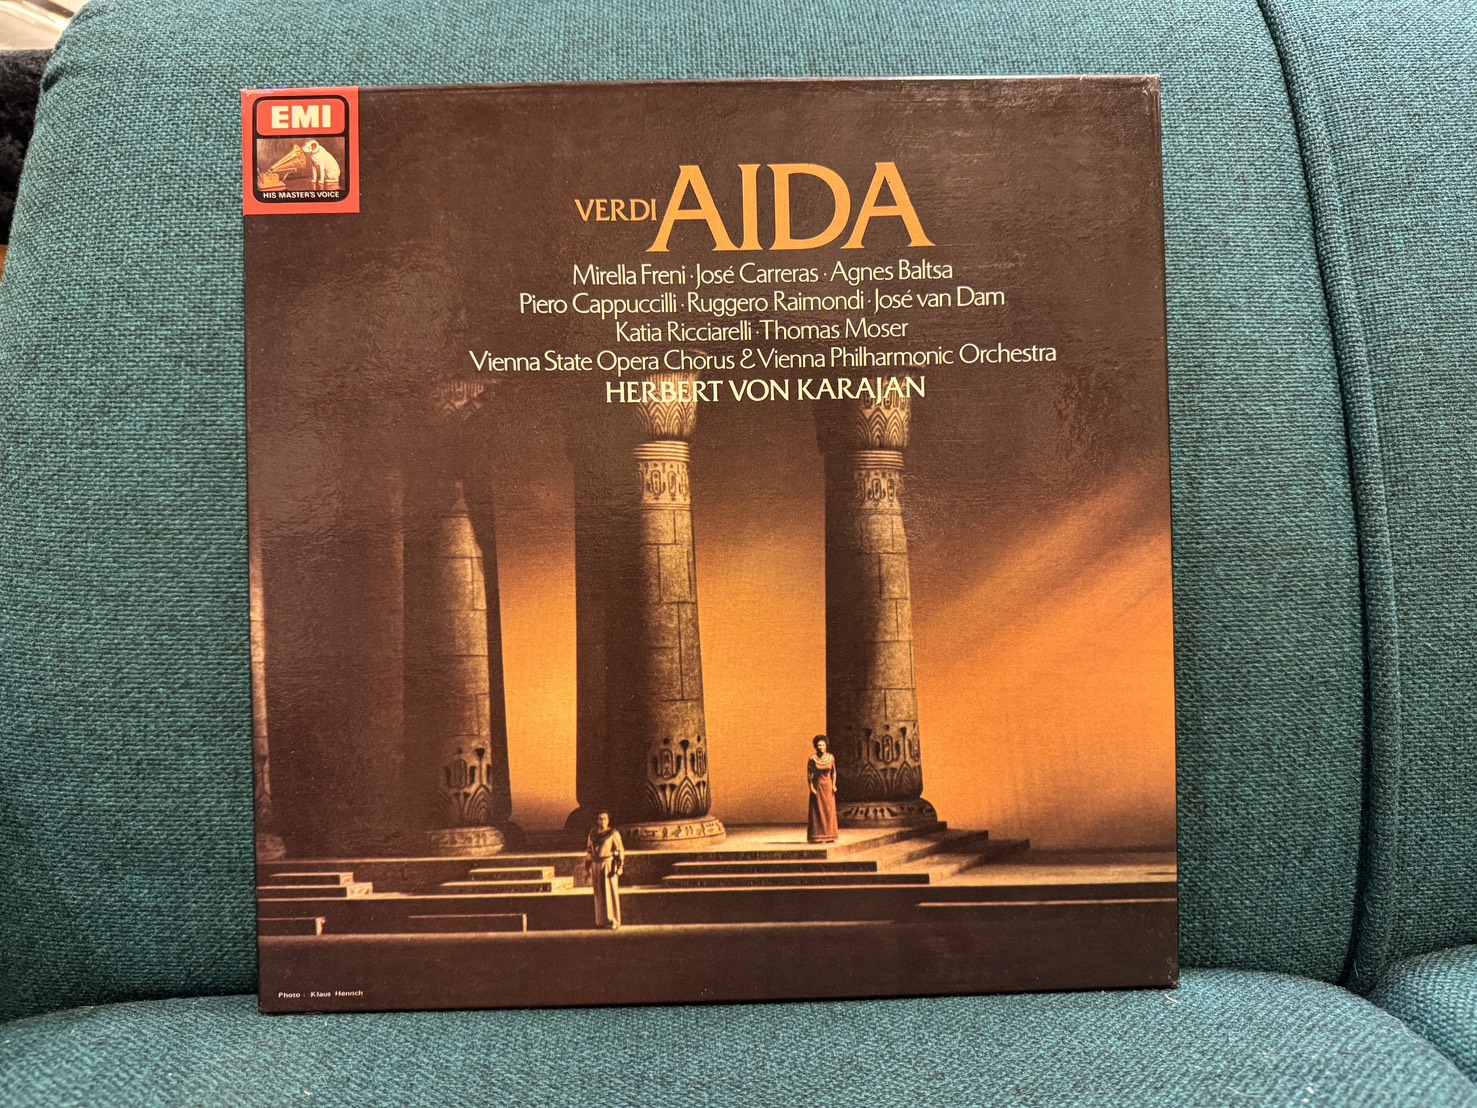 EMI
HIS MASTER'S VOICE
VERDI AIDA
Mirella Freni · José Carreras · Agnes Baltsa
Piero Cappuccilli · Ruggero Raimondi · José van Dam
Katia Ricciarelli · Thomas Moser
Vienna State Opera Chorus & Vienna Philharmonic Orchestra
HERBERT VON KARAJAN
Photo : Klaus Hennch